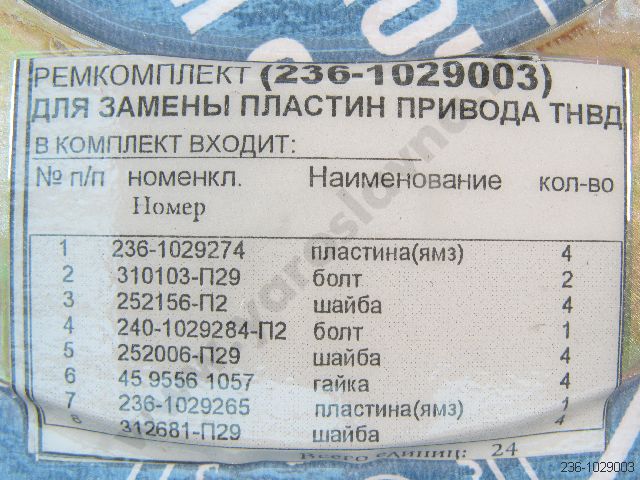 РЕМКОМПЛЕКТ (236-1029003)
ДЛЯ ЗАМЕНЫ ПЛАСТИН ПРИВОДА ТНВД
В КОМПЛЕКТ ВХОДИТ:
№ п/п номенкл. Наименование кол-во
Номер
1 236-1029274 пластина(ямз) 4
2 310103-П29 болт 2
3 252156-П2 шайба 4
4 240-1029284-П2 болт 1
5 252006-П29 шайба 4
6 45 9556 1057 гайка 4
7 236-1029265 пластина(ямз) 1
8 312681-П29 шайба 4
Всего единиц: 24
236-1029003